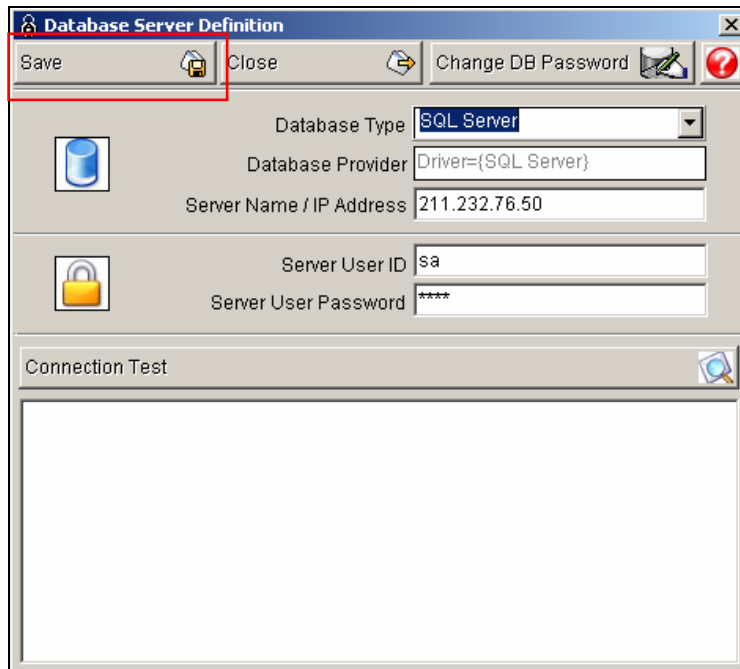 Database Server Definition
Save Close Change DB Password
Database Type SQL Server
Database Provider Driver={SQL Server}
Server Name / IP Address 211.232.76.50
Server User ID sa
Server User Password ****
Connection Test